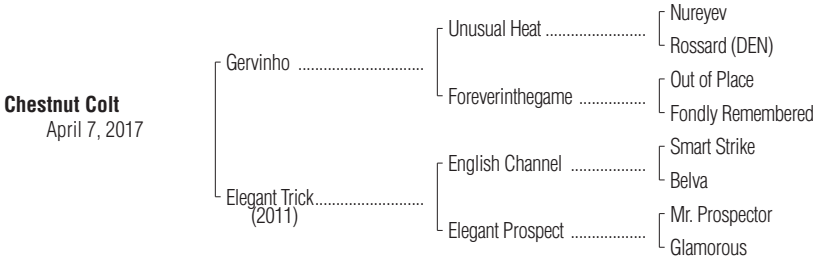 Nureyev
Unusual Heat ........................
Rossard (DEN)
Gervinho ..............................
Out of Place
Foreverinthegame ................
Fondly Remembered
Chestnut Colt
April 7, 2017
Smart Strike
English Channel ..................
Belva
Elegant Trick..........................
(2011)
Mr. Prospector
Elegant Prospect ..................
Glamorous